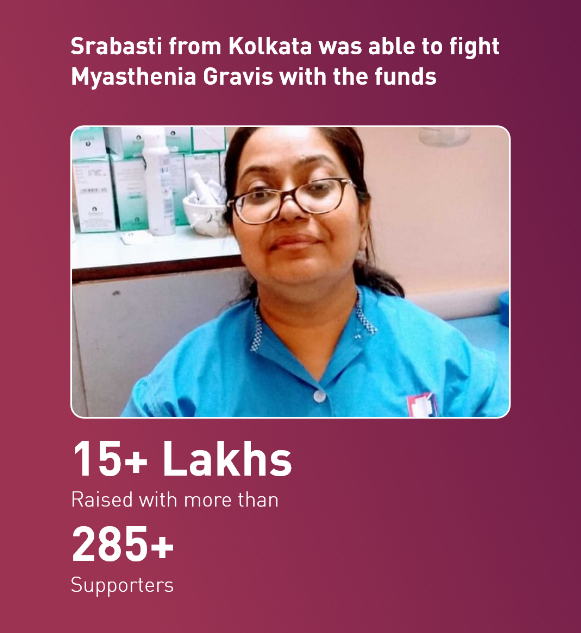 Srabasti from Kolkata was able to fight
Myasthenia Gravis with the funds
15+ Lakhs
Raised with more than
285+
Supporters